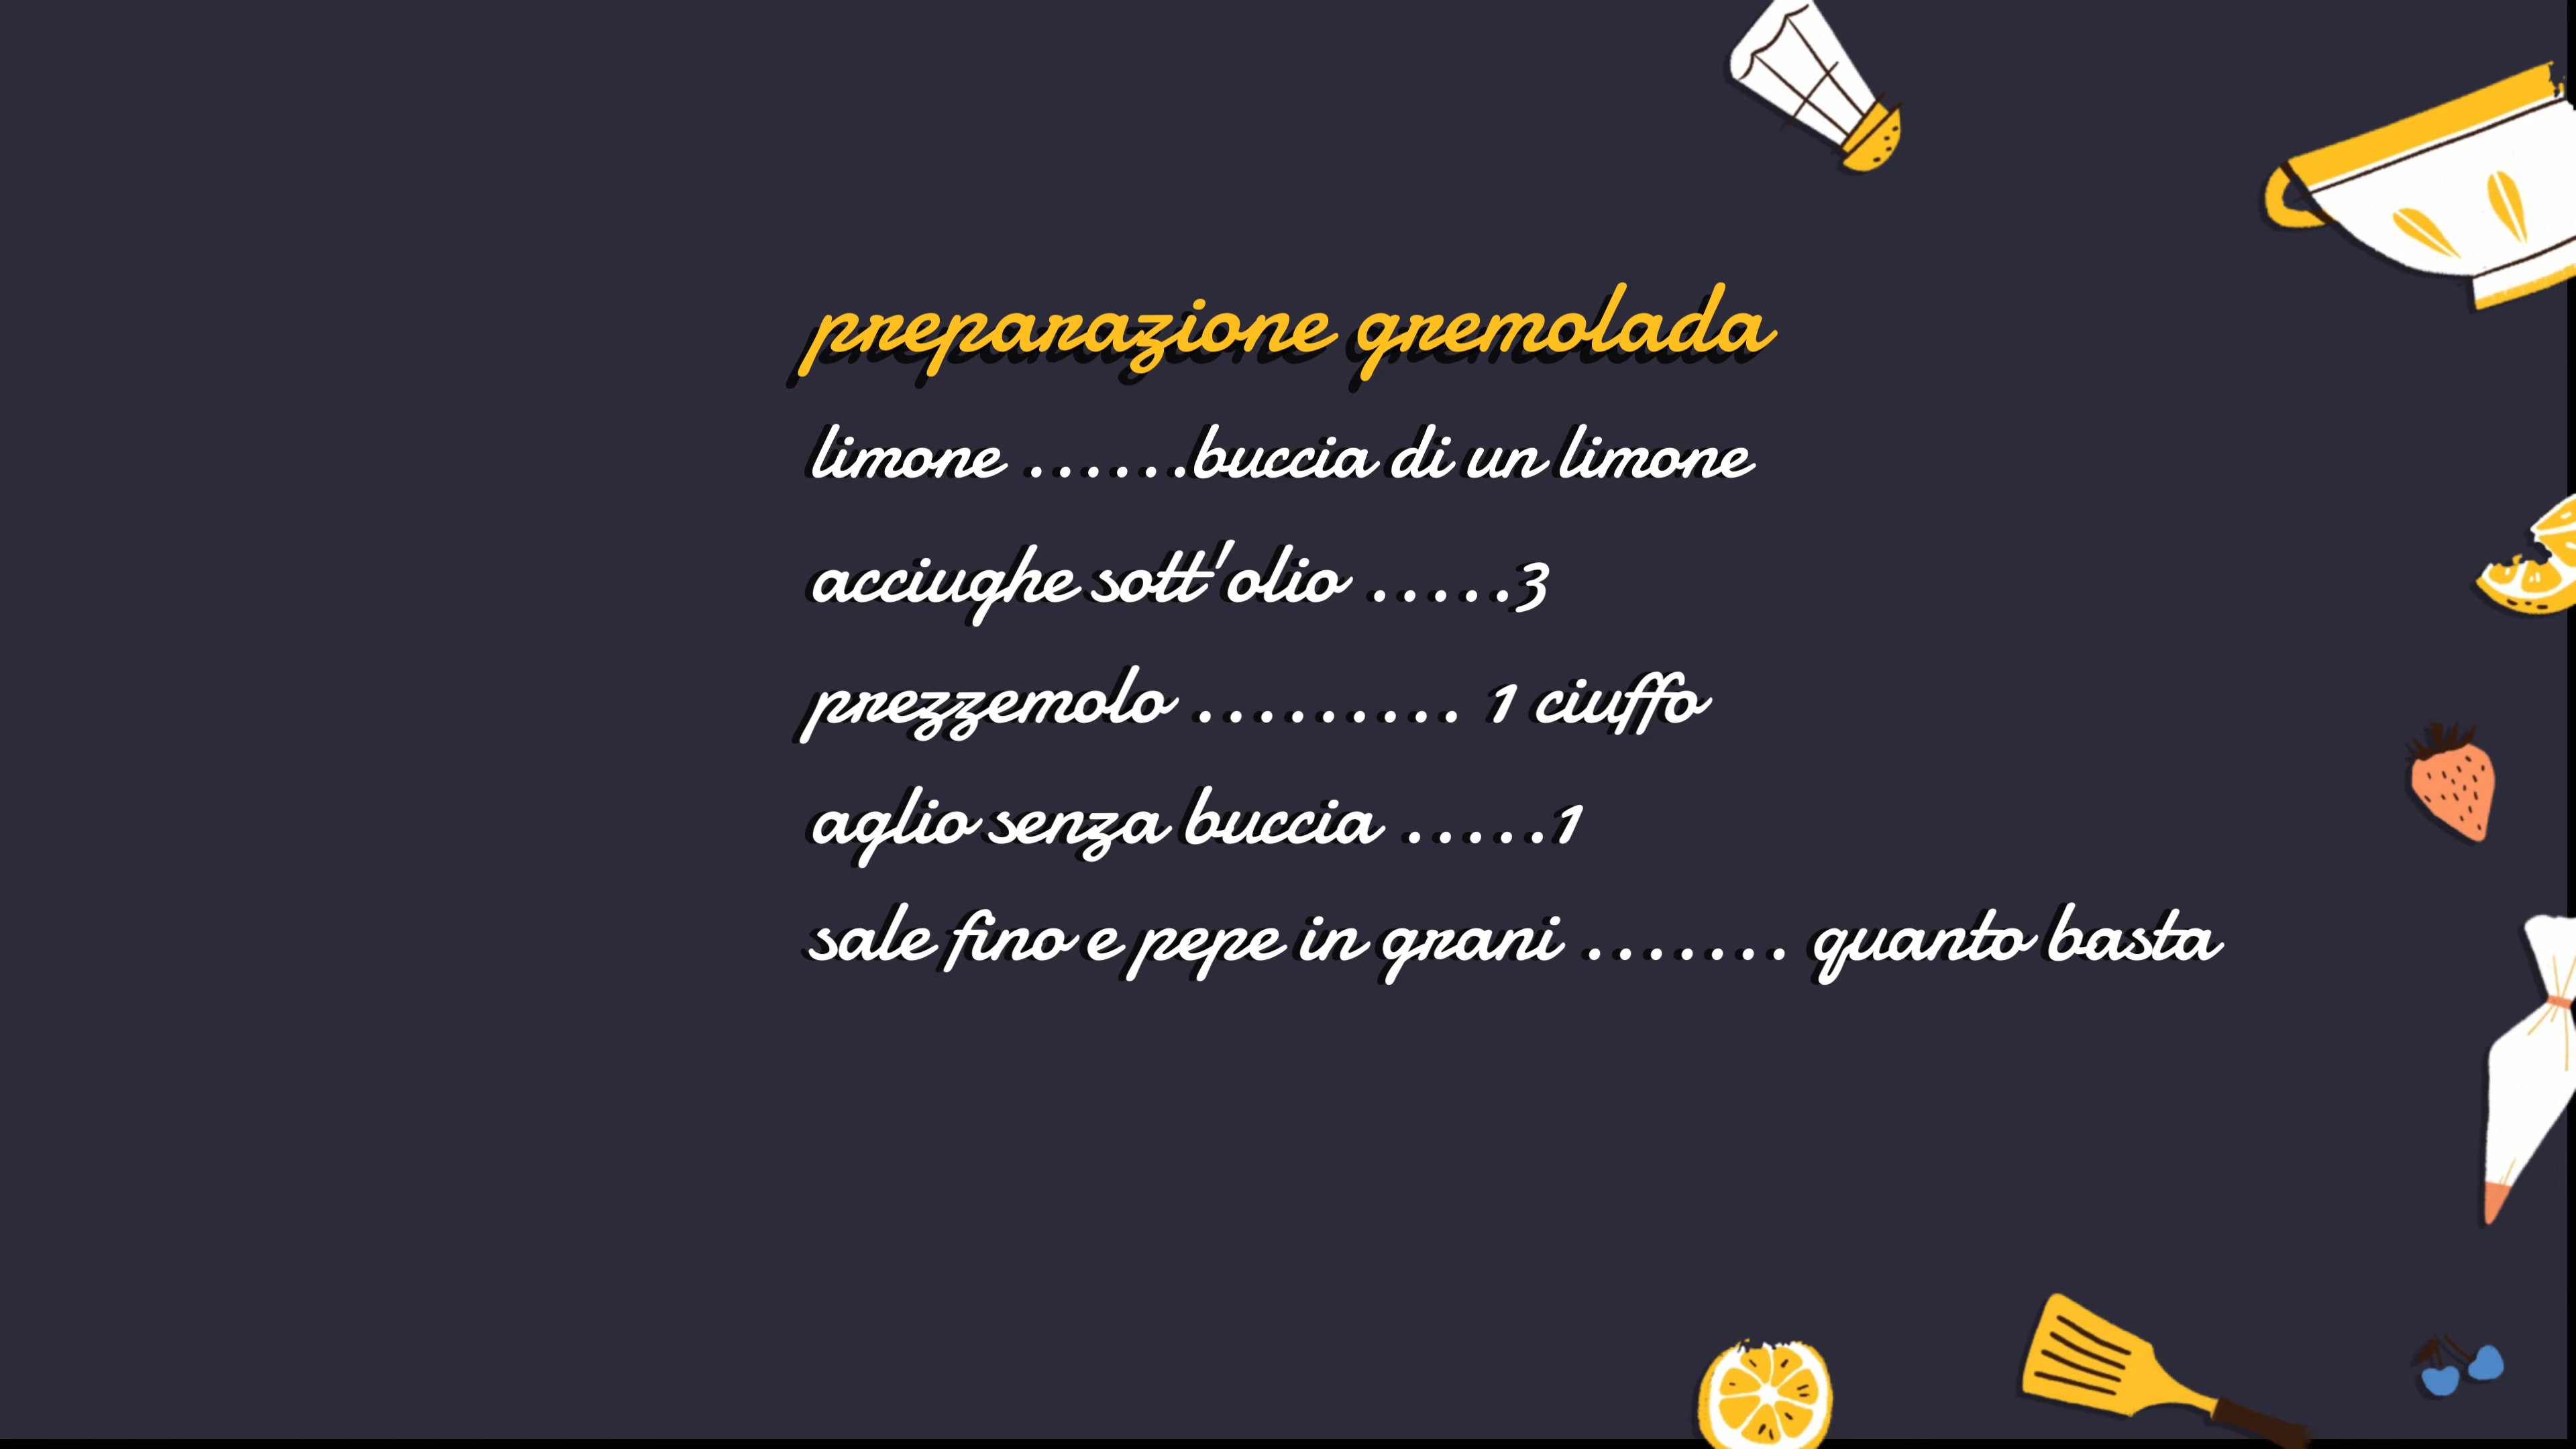 preparazione gremolada
limone .......buccia di un limone
acciughe sott'olio .....3
prezzemolo ......... 1 ciuffo
aglio senza buccia .....1
sale fino e pepe in grani ....... quanto basta